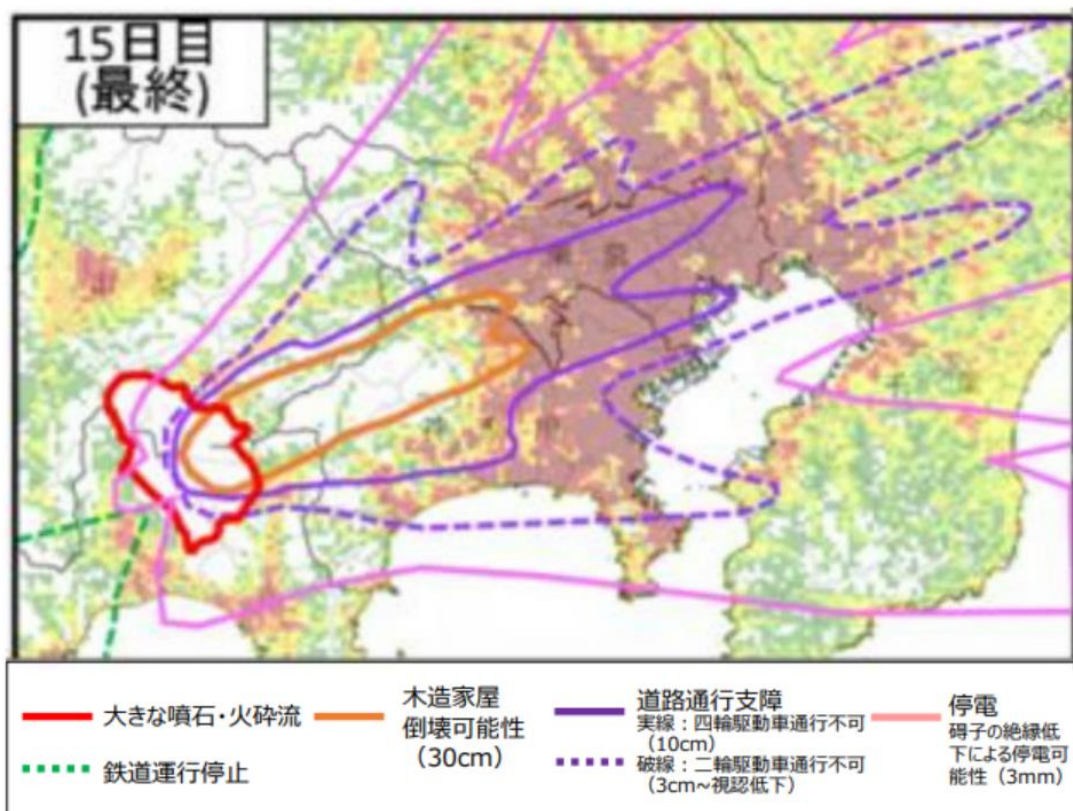 15日目
(最終)
大きな噴石・火砕流
鉄道運行停止
木造家屋
倒壊可能性
（30cm）
道路通行支障
実線：四輪駆動車通行不可
（10cm）
破線：二輪駆動車通行不可
（3cm~視認低下）
停電
碍子の絶縁低
下による停電可
能性（3mm）